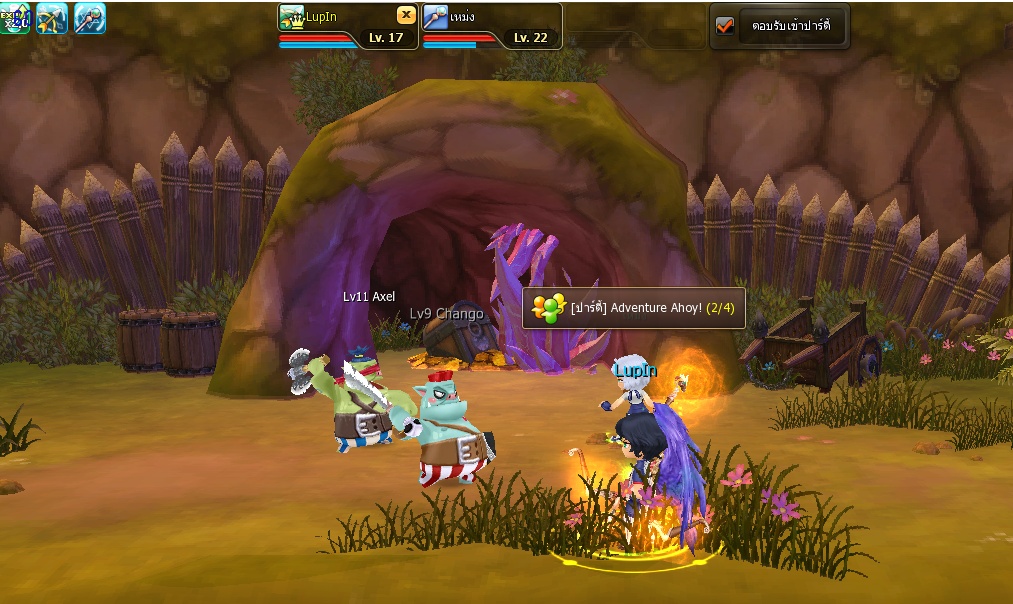 EXP
x20
LupIn
Lv. 17
เหม่ง
Lv. 22
ตอบรับเข้าปาร์ตี้
Lv11 Axel
Lv9 Chango
[ปาร์ตี้] Adventure Ahoy! (2/4)
LupIn